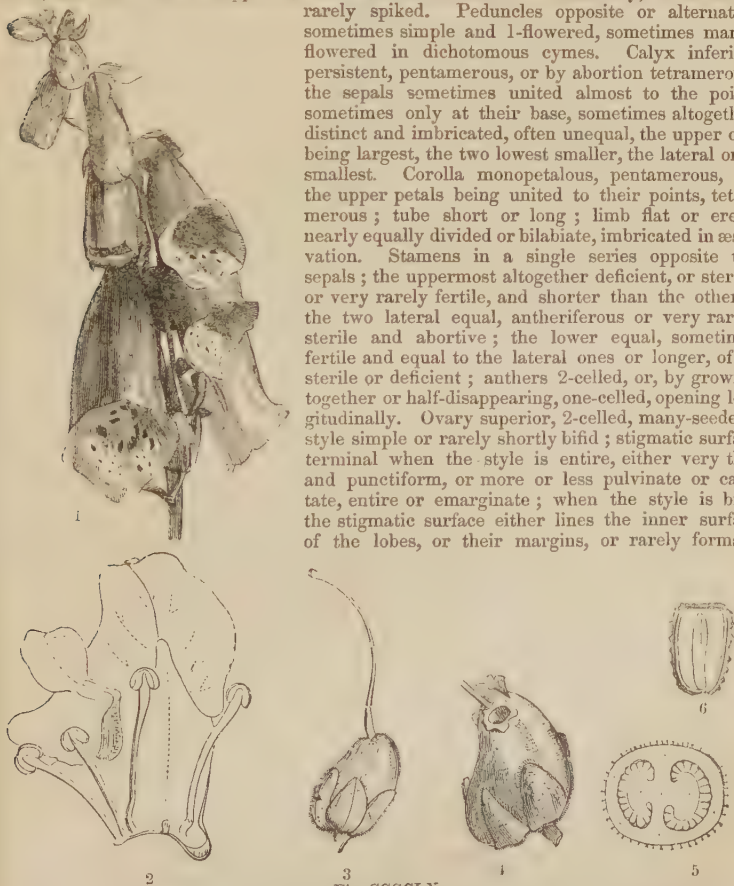 rarely spiked. Peduncles opposite or alternat
sometimes simple and 1-flowered, sometimes man
flowered in dichotomous cymes. Calyx inferi
persistent, pentamerous, or by abortion tetramero
the sepals sometimes united almost to the poi
sometimes only at their base, sometimes altogeth
distinct and imbricated, often unequal, the upper o
being largest, the two lowest smaller, the lateral o
smallest. Corolla monopetalous, pentamerous,
the upper petals being united to their points, tet
merous ; tube short or long ; limb flat or ere
nearly equally divided or bilabiate, imbricated in æs
vation. Stamens in a single series opposite t
sepals ; the uppermost altogether deficient, or ster
or very rarely fertile, and shorter than the other
the two lateral equal, antheriferous or very rar
sterile and abortive ; the lower equal, sometim
fertile and equal to the lateral ones or longer, of
sterile or deficient ; anthers 2-celled, or, by grow
together or half-disappearing, one-celled, opening l
gitudinally. Ovary superior, 2-celled, many-seede
style simple or rarely shortly bifid ; stigmatic surf
terminal when the style is entire, either very t
and punctiform, or more or less pulvinate or ca
tate, entire or emarginate ; when the style is b
the stigmatic surface either lines the inner surf
of the lobes, or their margins, or rarely form
1
6
2 3 4 5